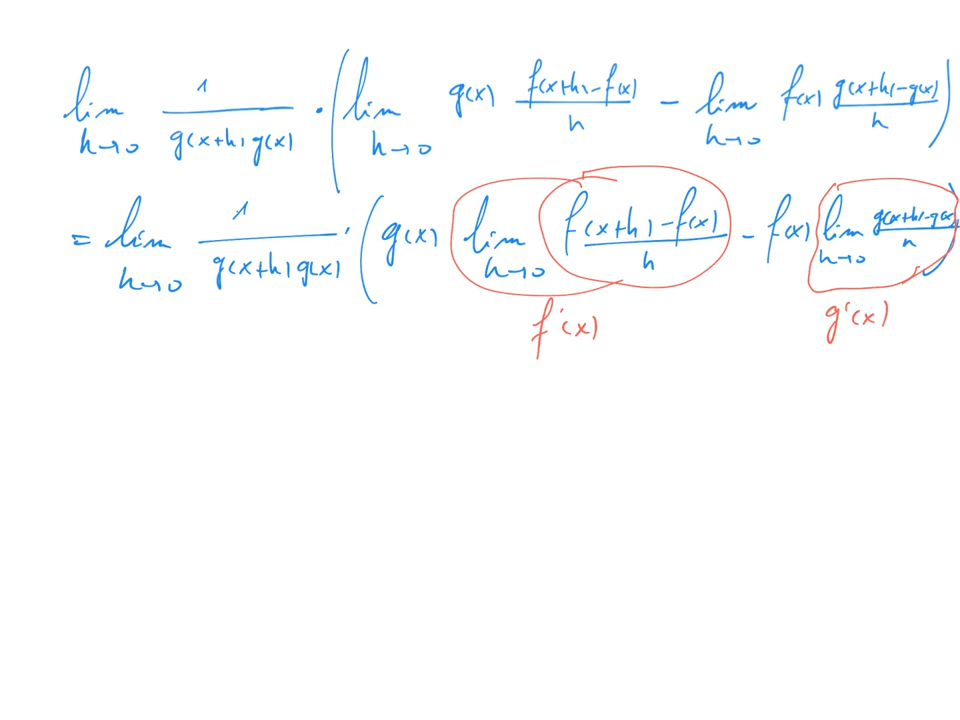 lim h→0 1/(g(x+h) g(x)) · ( lim h→0 g(x) (f(x+h)-f(x))/h - lim h→0 f(x) (g(x+h)-g(x))/h )
= lim h→0 1/(g(x+h) g(x)) · ( g(x) lim h→0 (f(x+h)-f(x))/h - f(x) lim h→0 (g(x+h)-g(x))/h )
f'(x) g'(x)